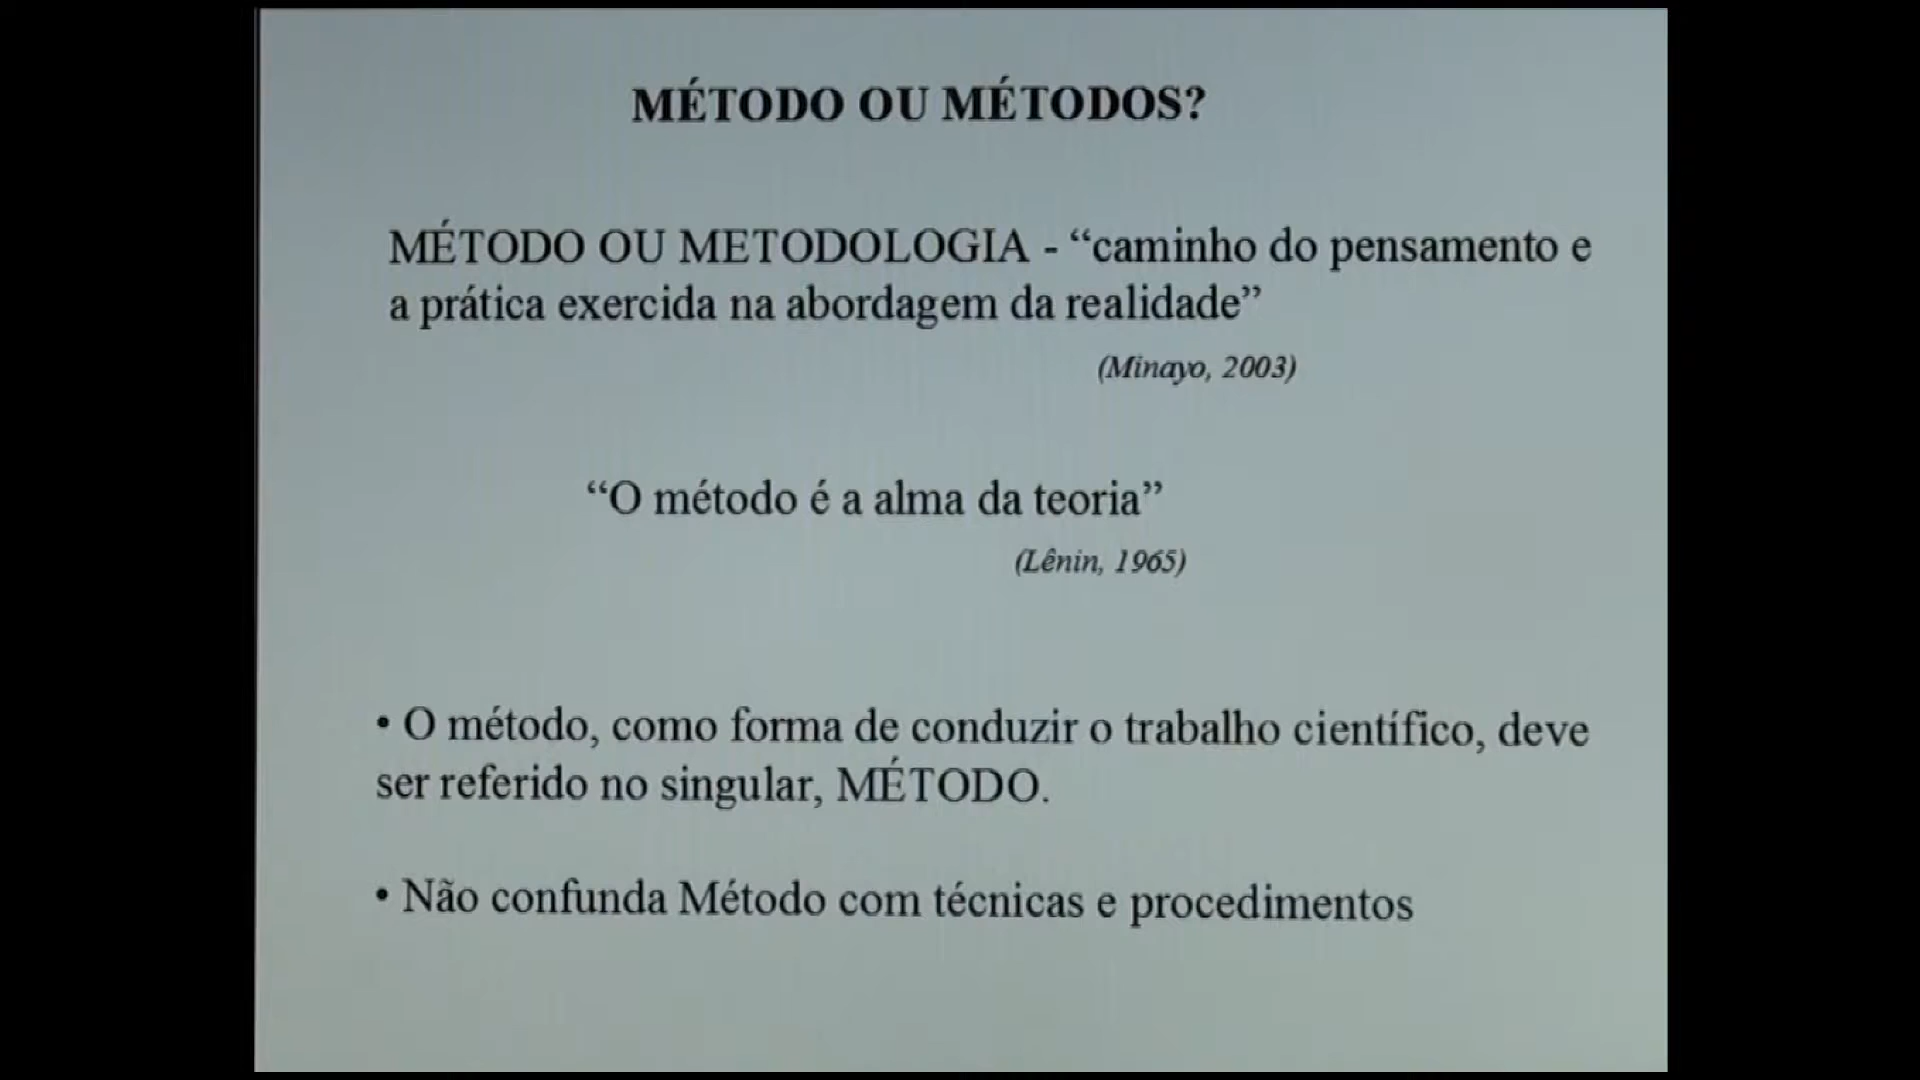 MÉTODO OU MÉTODOS?
MÉTODO OU METODOLOGIA - “caminho do pensamento e
a prática exercida na abordagem da realidade”
(Minayo, 2003)
“O método é a alma da teoria”
(Lênin, 1965)
• O método, como forma de conduzir o trabalho científico, deve
ser referido no singular, MÉTODO.
• Não confunda Método com técnicas e procedimentos